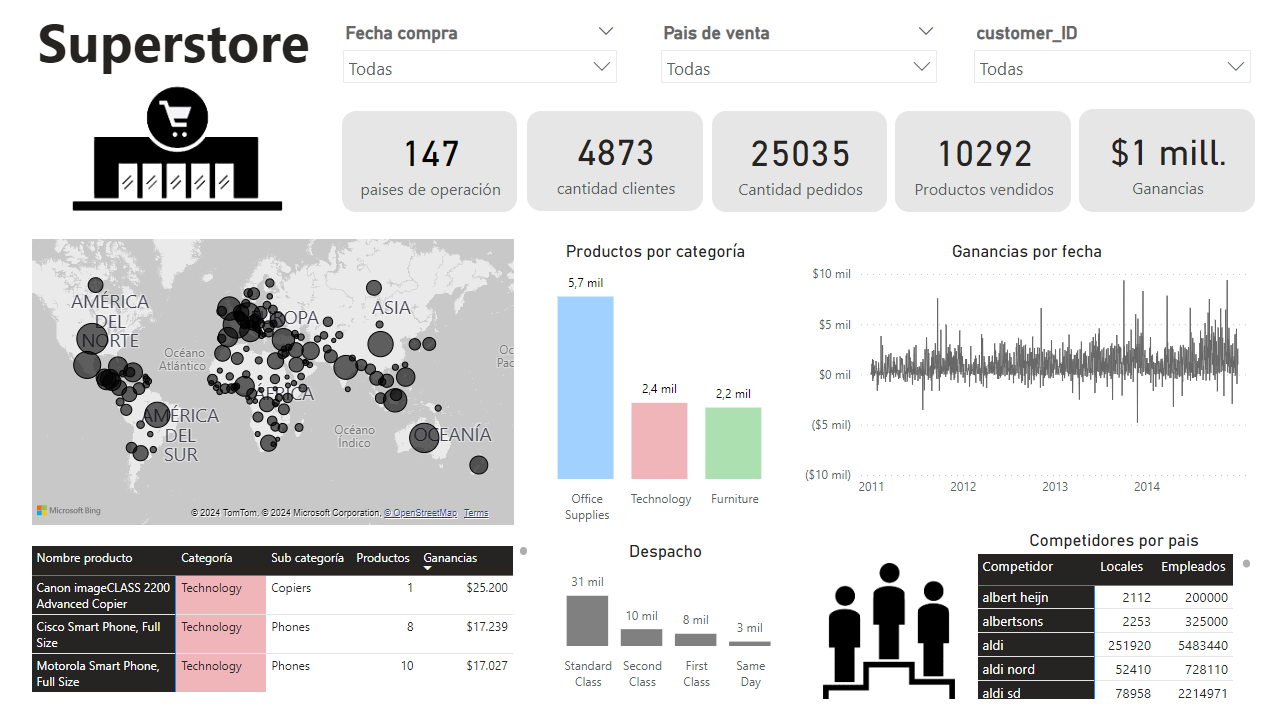 Superstore
Fecha compra
Todas
Pais de venta
Todas
customer_ID
Todas
147
paises de operación
4873
cantidad clientes
25035
Cantidad pedidos
10292
Productos vendidos
$1 mill.
Ganancias
AMÉRICA
DEL
NORTE
OPA
ASIA
Océano
Atlántico
Oc
Pac
ÁFRICA
AMÉRICA
DEL
SUR
Océano
Índico
OCEANÍA
Microsoft Bing
© 2024 TomTom, © 2024 Microsoft Corporation, © OpenStreetMap Terms
Productos por categoría
5,7 mil
2,4 mil
2,2 mil
Office
Supplies
Technology
Furniture
Ganancias por fecha
$10 mil
$5 mil
$0 mil
($5 mil)
($10 mil)
2011 2012 2013 2014
Nombre producto Categoría Sub categoría Productos Ganancias
Canon imageCLASS 2200
Advanced Copier
Technology Copiers 1 $25.200
Cisco Smart Phone, Full
Size
Technology Phones 8 $17.239
Motorola Smart Phone,
Full Size
Technology Phones 10 $17.027
Despacho
31 mil
10 mil
8 mil
3 mil
Standard
Class
Second
Class
First
Class
Same
Day
Competidores por pais
Competidor Locales Empleados
albert heijn 2112 200000
albertsons 2253 325000
aldi 251920 5483440
aldi nord 52410 728110
aldi sd 78958 2214971